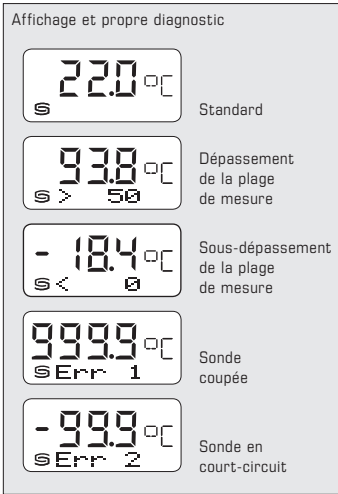 Affichage et propre diagnostic
22.0 °C
S
Standard
93.8 °C
S > 50
Dépassement
de la plage
de mesure
- 18.4 °C
S < 0
Sous-dépassement
de la plage
de mesure
999.9 °C
S Err 1
Sonde
coupée
-99.9 °C
S Err 2
Sonde en
court-circuit